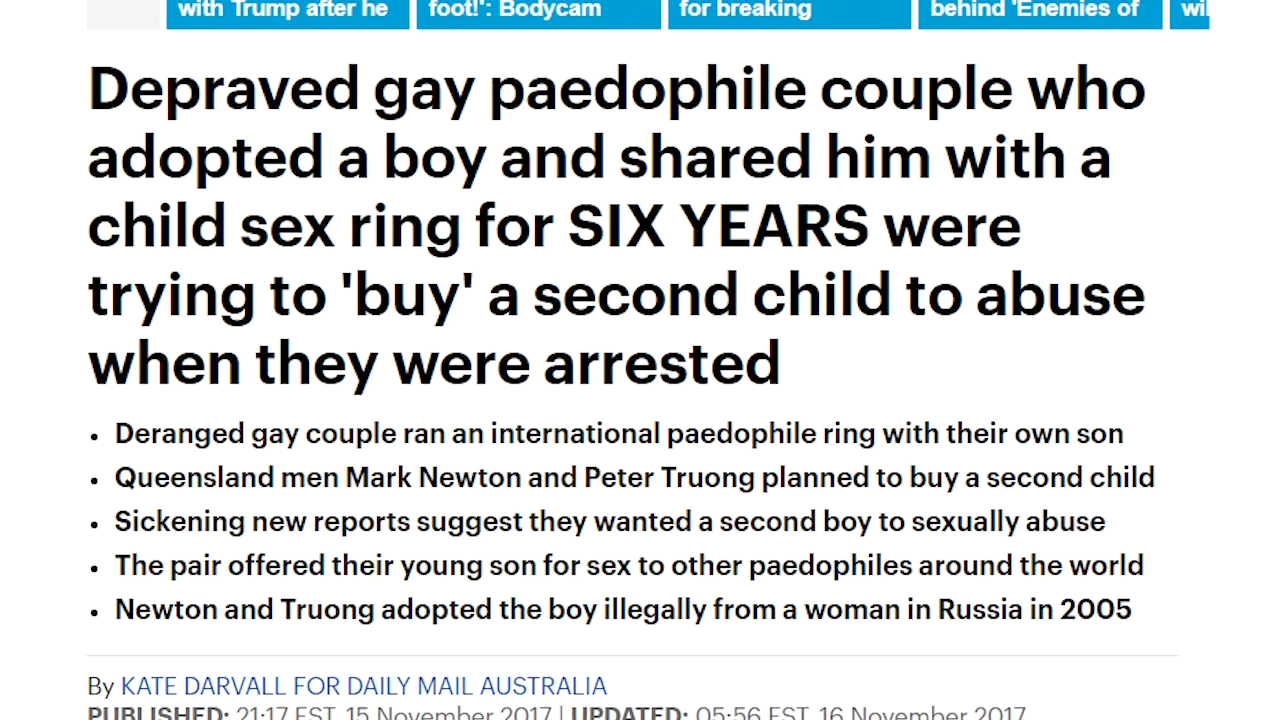 with Trump after he
foot!': Bodycam
for breaking
behind 'Enemies of
Depraved gay paedophile couple who
adopted a boy and shared him with a
child sex ring for SIX YEARS were
trying to 'buy' a second child to abuse
when they were arrested
• Deranged gay couple ran an international paedophile ring with their own son
• Queensland men Mark Newton and Peter Truong planned to buy a second child
• Sickening new reports suggest they wanted a second boy to sexually abuse
• The pair offered their young son for sex to other paedophiles around the world
• Newton and Truong adopted the boy illegally from a woman in Russia in 2005
By KATE DARVALL FOR DAILY MAIL AUSTRALIA
PUBLISHED: 21:17 EST, 15 November 2017 | UPDATED: 05:56 EST, 16 November 2017